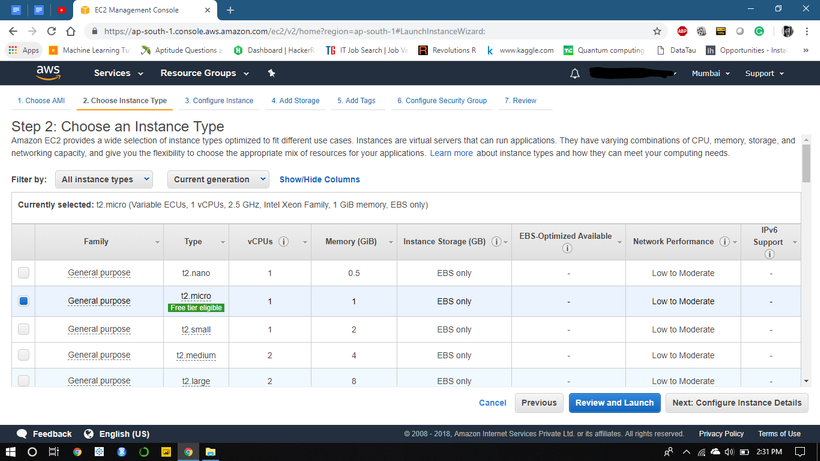 EC2 Management Console
https://ap-south-1.console.aws.amazon.com/ec2/v2/home?region=ap-south-1#LaunchInstanceWizard:
Apps Machine Learning Tu Aptitude Questions a Dashboard | HackerR IT Job Search | Job Va Revolutions R www.kaggle.com Quantum computing DataTau Opportunities - Instal »
aws Services Resource Groups Mumbai Support
1. Choose AMI 2. Choose Instance Type 3. Configure Instance 4. Add Storage 5. Add Tags 6. Configure Security Group 7. Review
Step 2: Choose an Instance Type
Amazon EC2 provides a wide selection of instance types optimized to fit different use cases. Instances are virtual servers that can run applications. They have varying combinations of CPU, memory, storage, and
networking capacity, and give you the flexibility to choose the appropriate mix of resources for your applications. Learn more about instance types and how they can meet your computing needs.
Filter by: All instance types Current generation Show/Hide Columns
Currently selected: t2.micro (Variable ECUs, 1 vCPUs, 2.5 GHz, Intel Xeon Family, 1 GiB memory, EBS only)
Family Type vCPUs Memory (GiB) Instance Storage (GB) EBS-Optimized Available Network Performance IPv6 Support
General purpose t2.nano 1 0.5 EBS only - Low to Moderate -
General purpose t2.micro 1 1 EBS only - Low to Moderate -
Free tier eligible
General purpose t2.small 1 2 EBS only - Low to Moderate -
General purpose t2.medium 2 4 EBS only - Low to Moderate -
General purpose t2.large 2 8 EBS only - Low to Moderate -
Cancel Previous Review and Launch Next: Configure Instance Details
Feedback English (US) © 2008 - 2018, Amazon Internet Services Private Ltd. or its affiliates. All rights reserved. Privacy Policy Terms of Use
2:31 PM